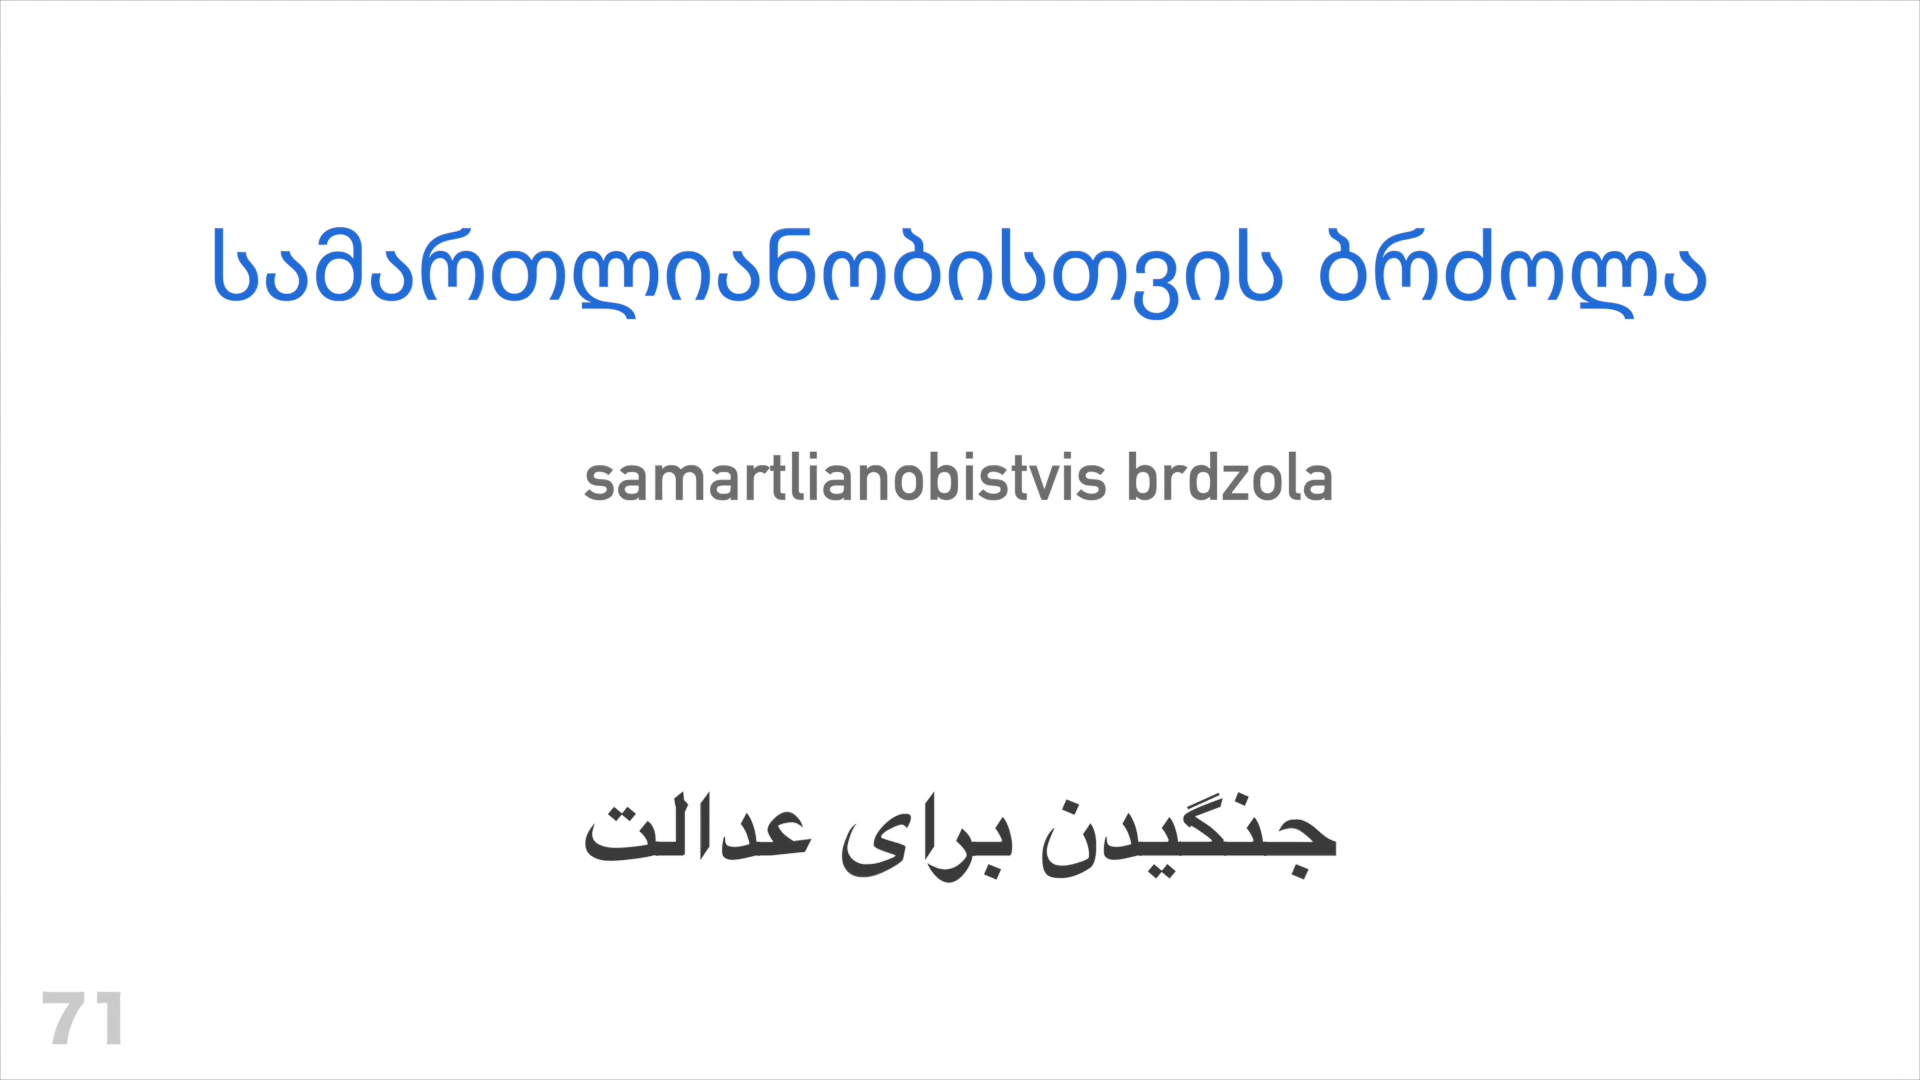 სამართლიანობისთვის ბრძოლა
samartlianobistvis brdzola
جنگیدن برای عدالت
71